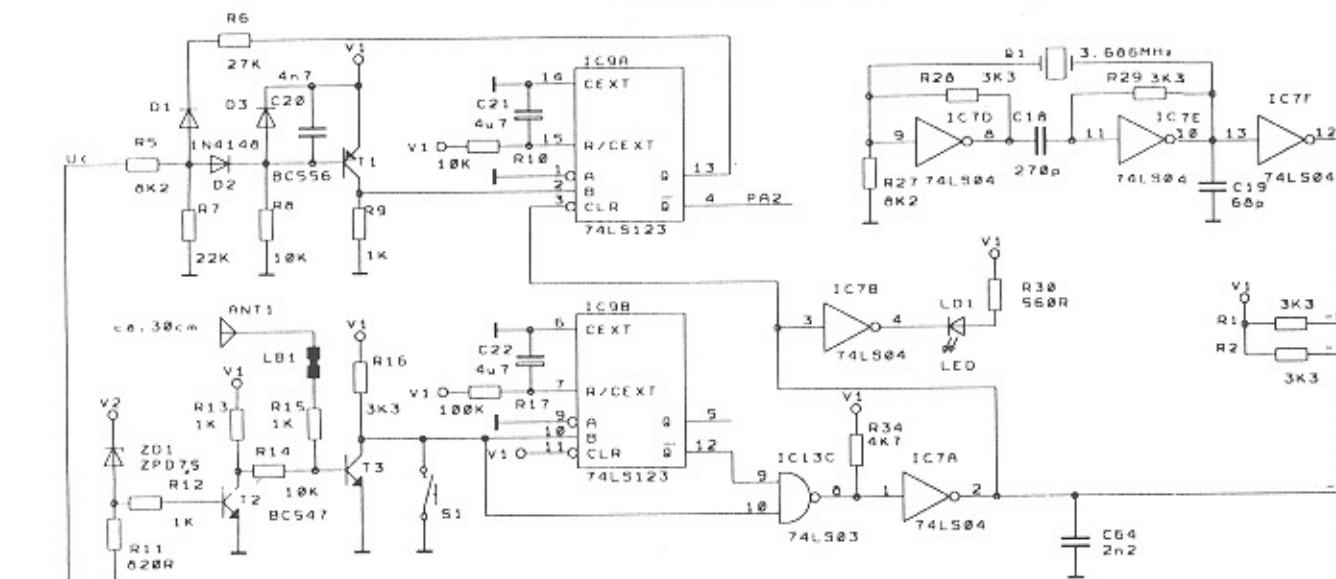 R6
27K
V1
4n7
C20
D1
D3
R5
8K2
1N4148
D2
BC556
T1
R7
22K
R8
10K
R9
1K
IC9A
14
CEXT
C21
4u7
15
R/CEXT
V1
10K
R10
1
A
2
B
3
CLR
Q
13
Q
4
PA2
74LS123
Q1
3.686MHz
R28
3K3
R29
3K3
9
IC7D
8
C18
270p
11
IC7E
10
13
IC7F
12
R27
8K2
74LS04
74LS04
C19
68p
74LS04
ANT1
ca.30cm
LB1
V1
R16
3K3
V1
R13
1K
R15
1K
V2
ZD1
ZPD7,5
R12
1K
R14
10K
T2
BC547
T3
R11
820R
S1
IC9B
6
CEXT
C22
4u7
7
R/CEXT
V1
100K
R17
9
A
10
B
V1
11
CLR
Q
5
Q
12
74LS123
IC7B
3
4
74LS04
LD1
LED
V1
R30
560R
V1
R1
3K3
R2
3K3
V1
R34
4K7
IC13C
9
10
8
74LS03
IC7A
1
2
74LS04
C64
2n2